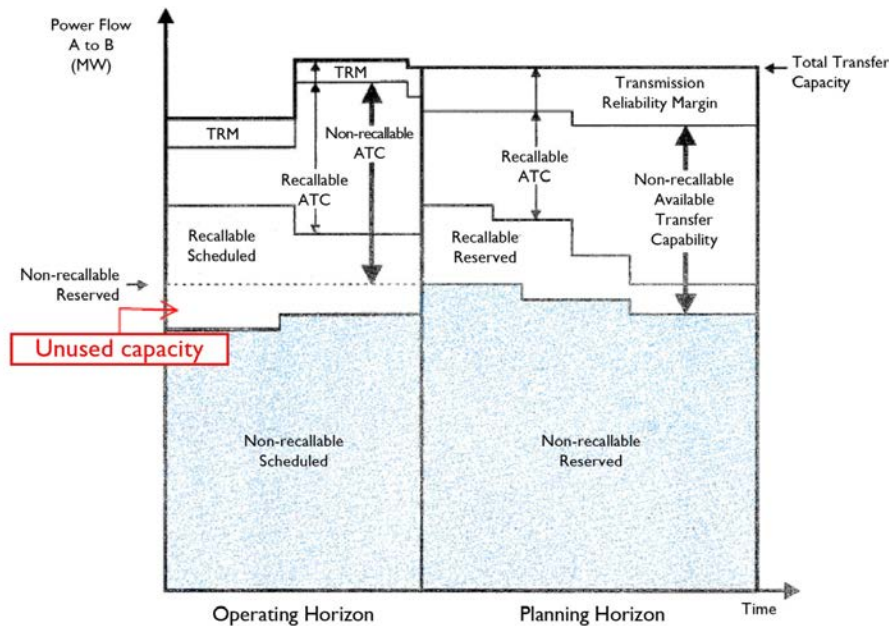 Power Flow
A to B
(MW)
TRM
TRM
Non-recallable
ATC
Recallable
ATC
Recallable
Scheduled
Non-recallable
Reserved
Unused capacity
Non-recallable
Scheduled
Operating Horizon
Total Transfer
Capacity
Transmission
Reliability Margin
Recallable
ATC
Non-recallable
Available
Transfer
Capability
Recallable
Reserved
Non-recallable
Reserved
Planning Horizon
Time